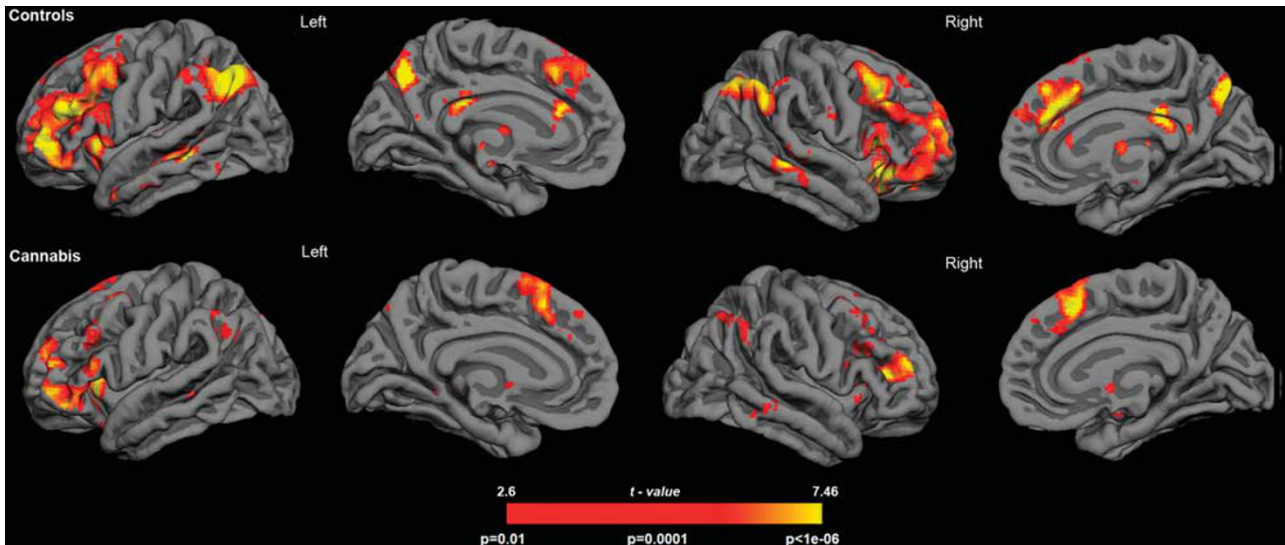 Controls
Left
Right
Cannabis
Left
Right
2.6 t - value 7.46
p=0.01 p=0.0001 p<1e-06